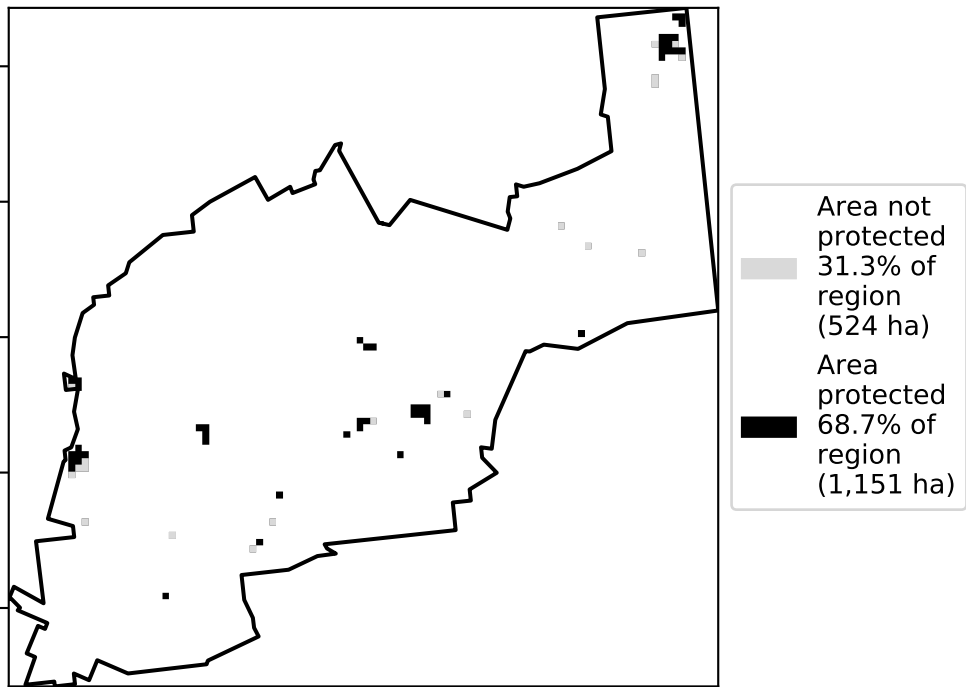 Area not
protected
31.3% of
region
(524 ha)
Area
protected
68.7% of
region
(1,151 ha)